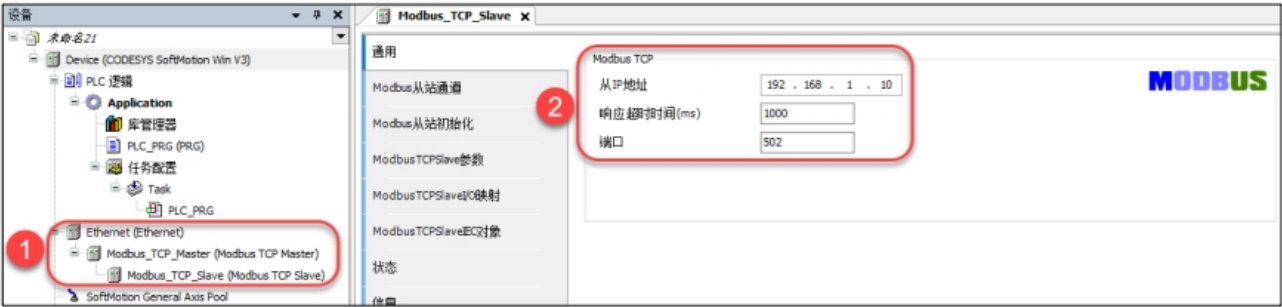 设备
未命名21
Device (CODESYS SoftMotion Win V3)
PLC 逻辑
Application
库管理器
PLC_PRG (PRG)
任务配置
Task
PLC_PRG
1
Ethernet (Ethernet)
Modbus_TCP_Master (Modbus TCP Master)
Modbus_TCP_Slave (Modbus TCP Slave)
SoftMotion General Axis Pool
Modbus_TCP_Slave
通用
Modbus从站通道
Modbus从站初始化
ModbusTCPSlave参数
ModbusTCPSlaveI/O映射
ModbusTCPSlaveIEC对象
状态
信息
2
Modbus TCP
从IP地址 192 . 168 . 1 . 10
响应超时时间(ms) 1000
端口 502
MODBUS